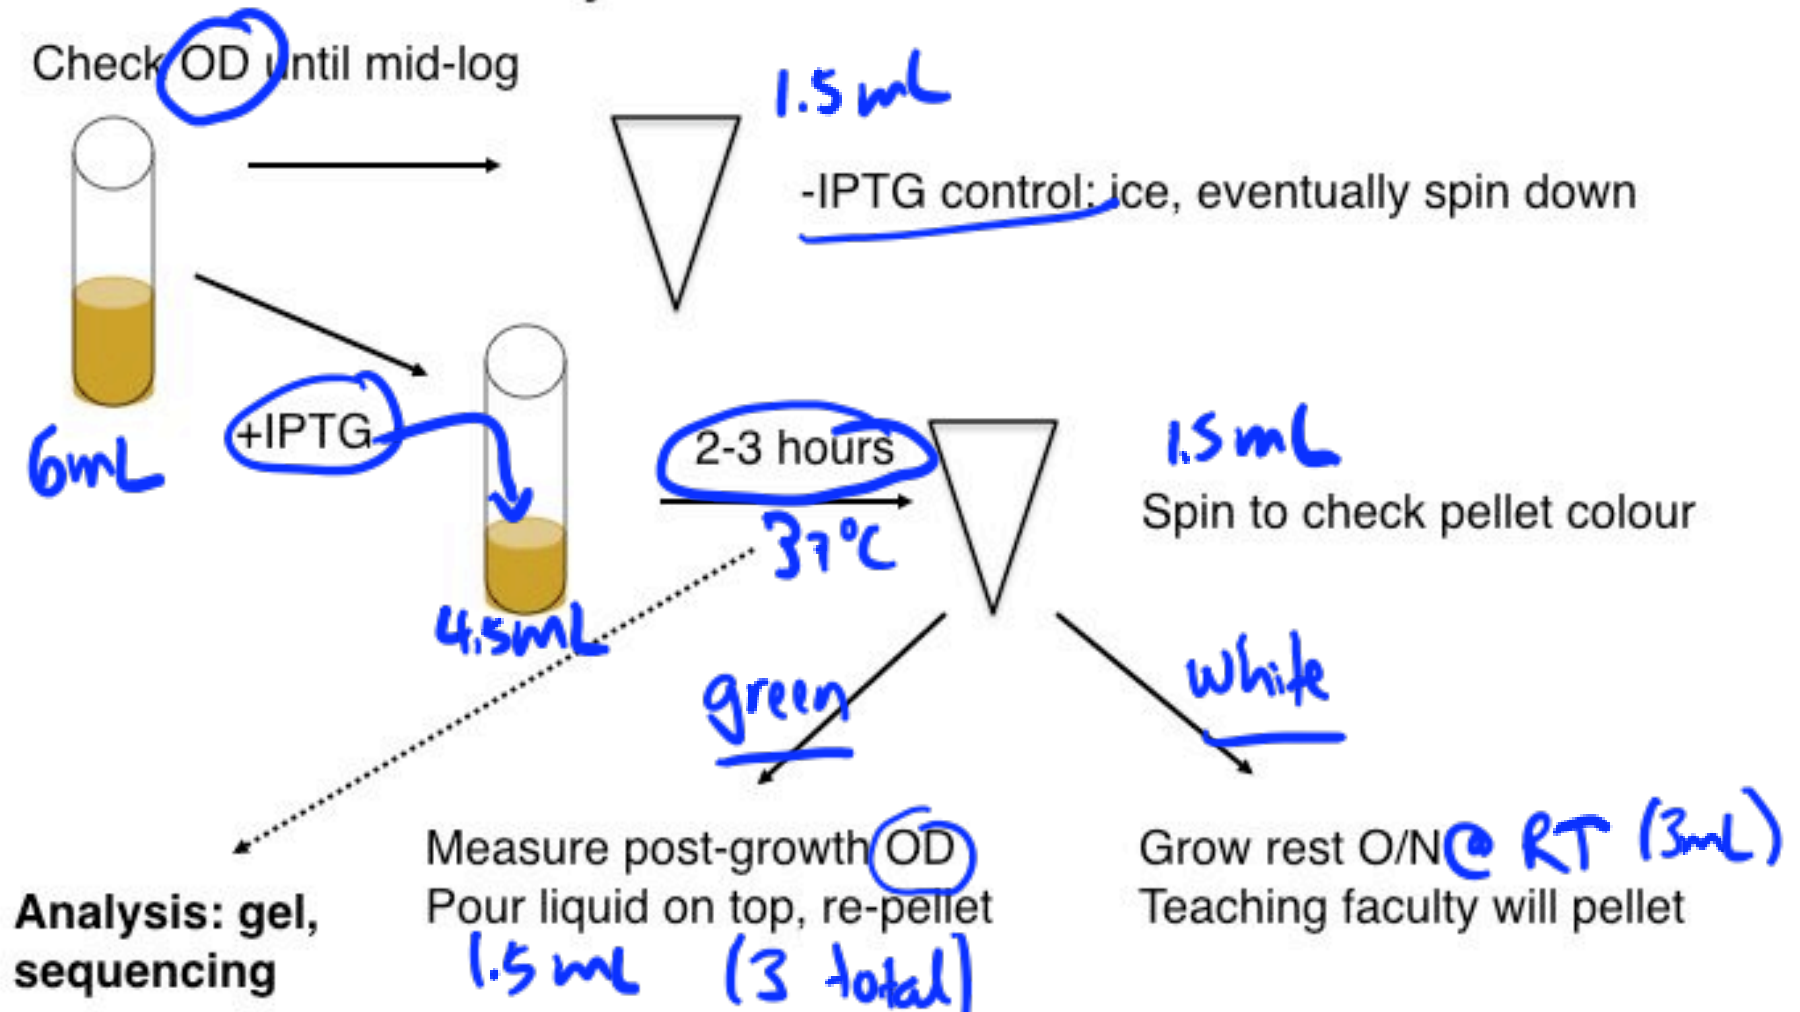 Check OD until mid-log
1.5 mL
-IPTG control: ice, eventually spin down
6mL
+IPTG
4.5mL
2-3 hours
37°C
1.5mL
Spin to check pellet colour
green
white
Analysis: gel,
sequencing
Measure post-growth OD
Pour liquid on top, re-pellet
1.5 mL (3 total)
Grow rest O/N @ RT (3mL)
Teaching faculty will pellet